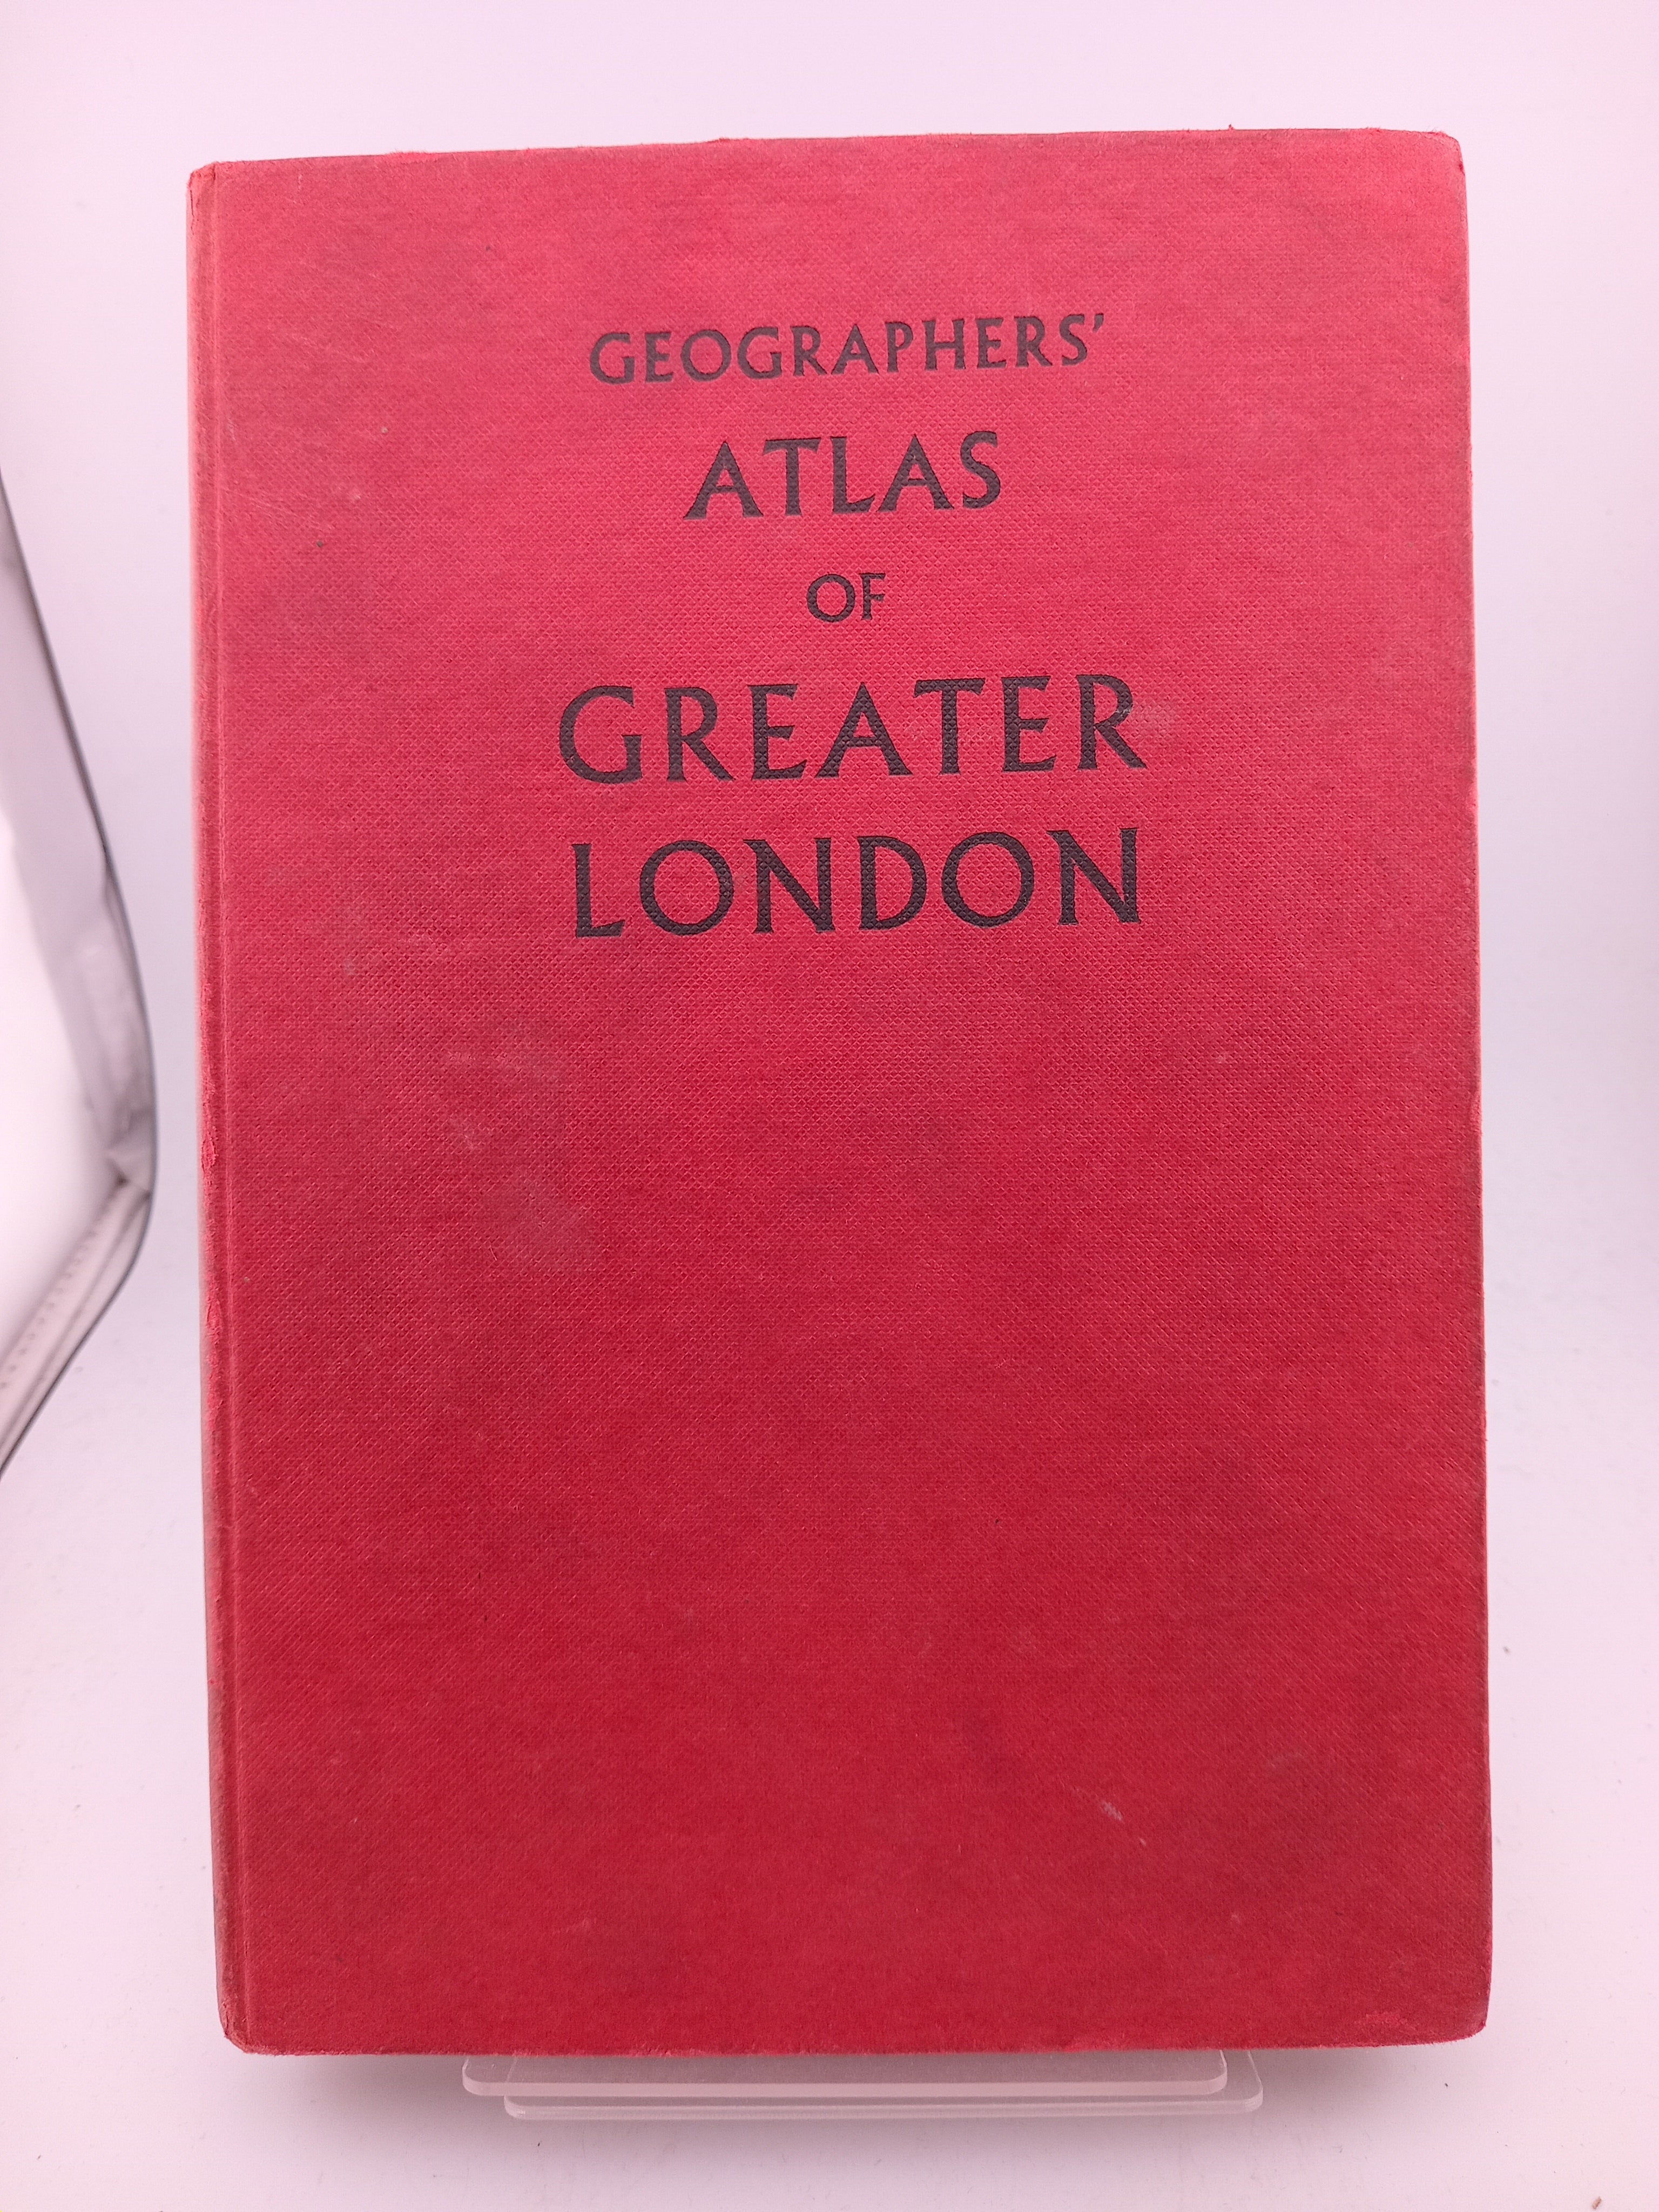 GEOGRAPHERS'
ATLAS
OF
GREATER
LONDON